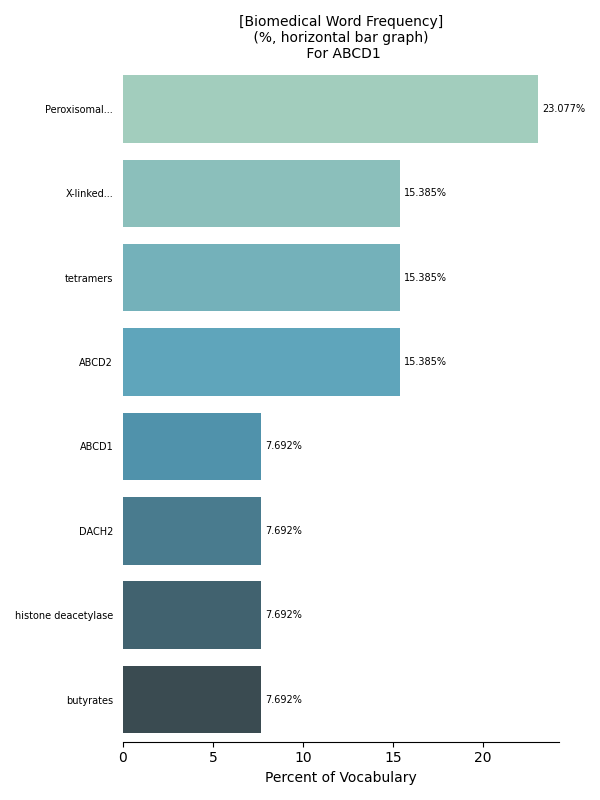 [Biomedical Word Frequency]
(%, horizontal bar graph)
For ABCD1
Peroxisomal...
23.077%
X-linked...
15.385%
tetramers
15.385%
ABCD2
15.385%
ABCD1
7.692%
DACH2
7.692%
histone deacetylase
7.692%
butyrates
7.692%
0 5 10 15 20
Percent of Vocabulary